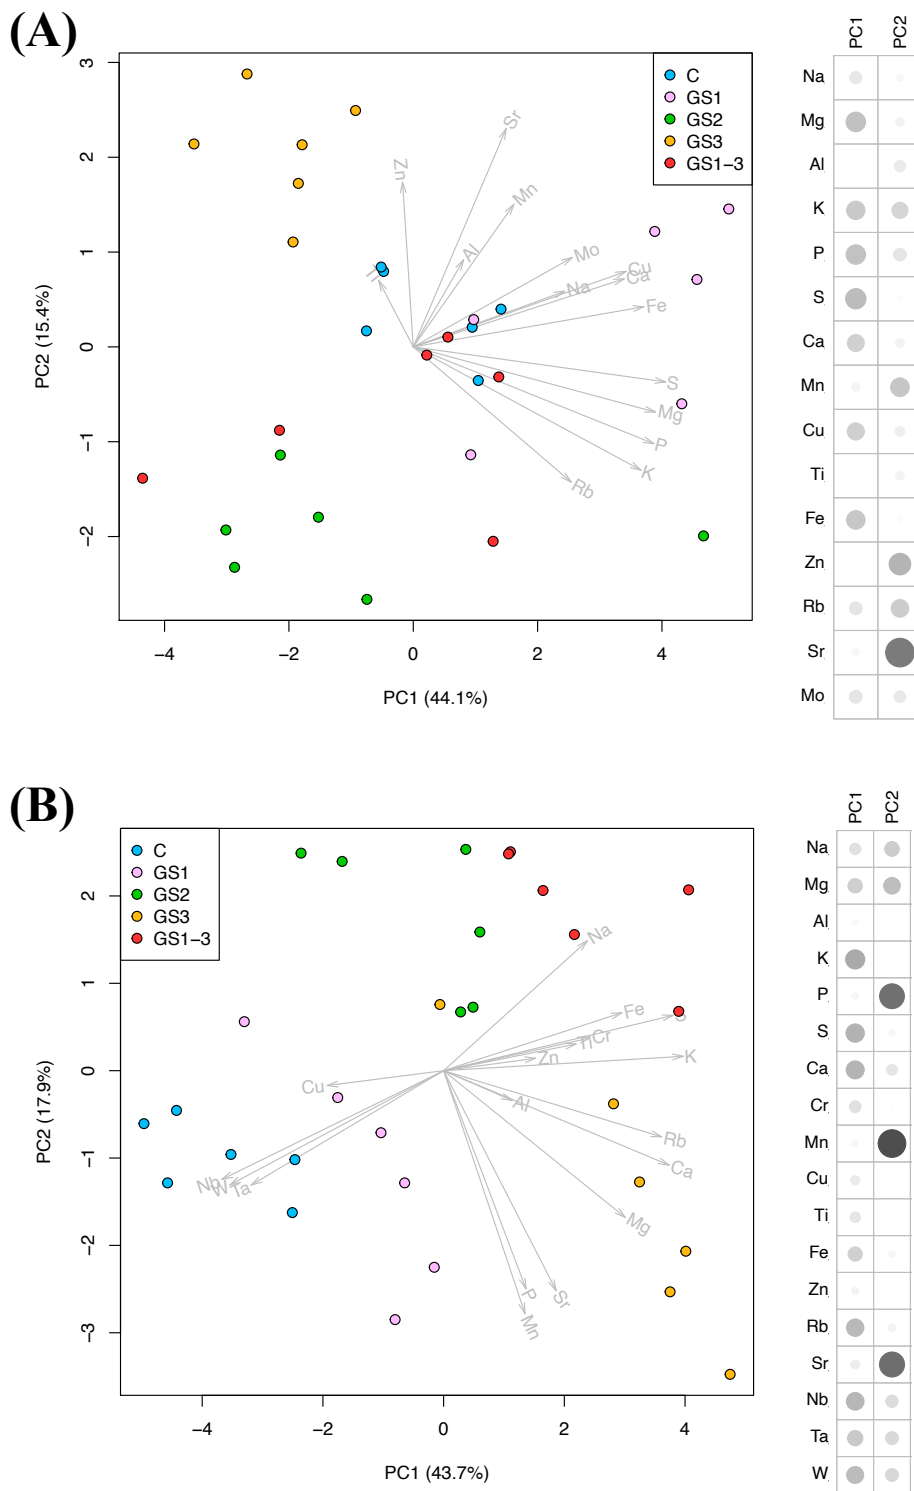 (A)
PC1 PC2
3
2
1
0
−1
−2
PC2 (15.4%)
C
GS1
GS2
GS3
GS1−3
Sr
Zn
Mn
Al
Ti
Mo
Cu
Ca
Na
Fe
S
Mg
P
K
Rb
−4 −2 0 2 4
PC1 (44.1%)
Na
Mg
Al
K
P
S
Ca
Mn
Cu
Ti
Fe
Zn
Rb
Sr
Mo
(B)
PC1 PC2
2
1
0
−1
−2
−3
PC2 (17.9%)
C
GS1
GS2
GS3
GS1−3
Na
Fe
S
Cr
Ti
Zn
K
Cu
Al
Rb
Ca
Nb
W
Ta
Mg
P
Sr
Mn
−4 −2 0 2 4
PC1 (43.7%)
Na
Mg
Al
K
P
S
Ca
Cr
Mn
Cu
Ti
Fe
Zn
Rb
Sr
Nb
Ta
W